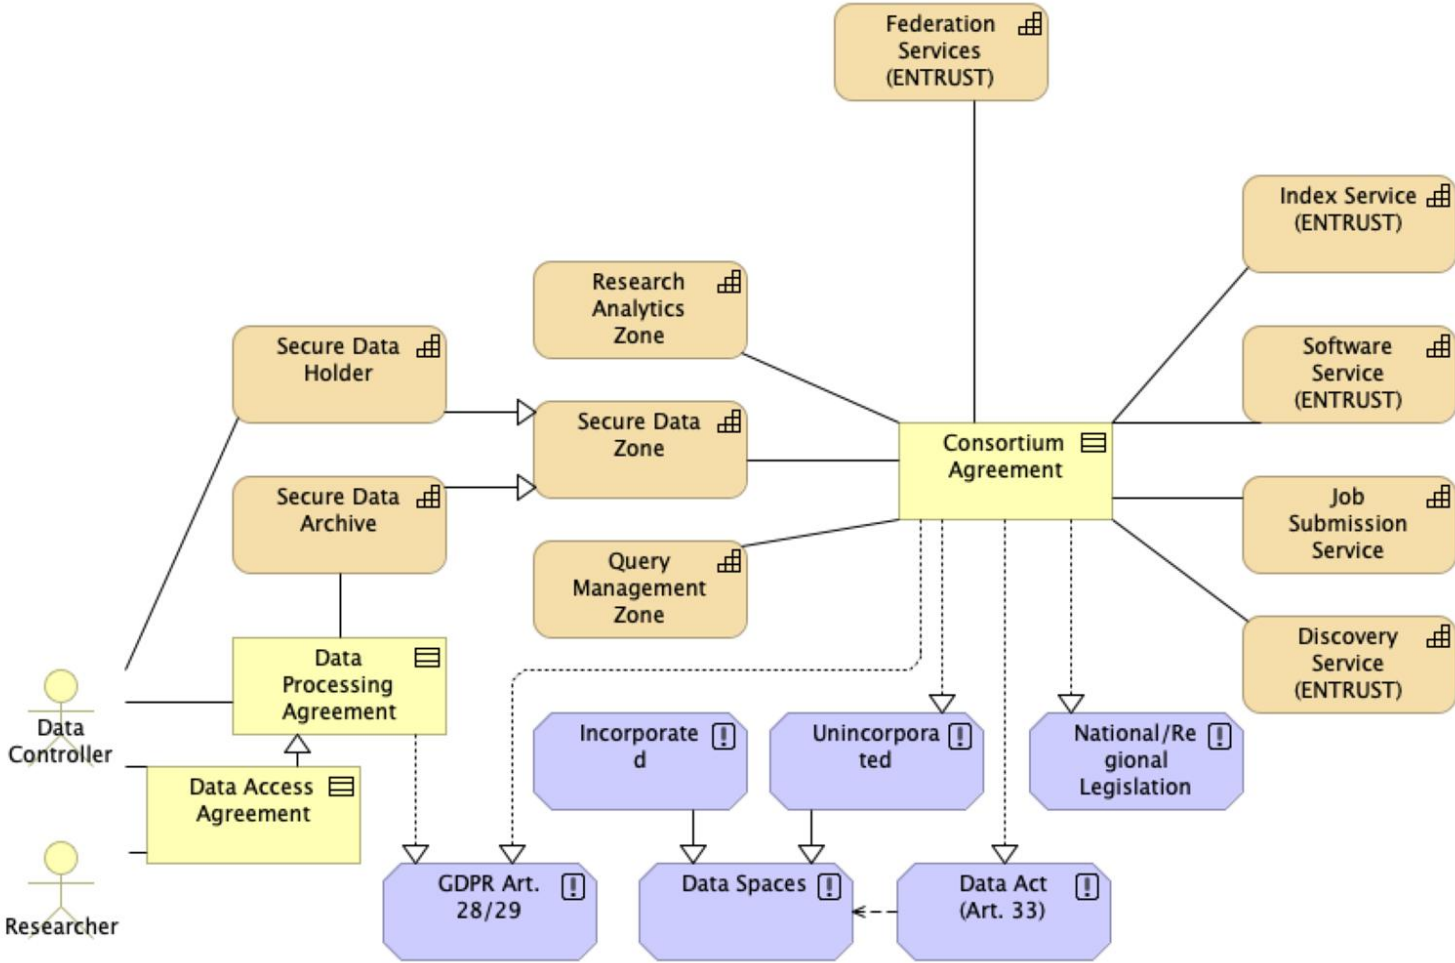 Federation
Services
(ENTRUST)
Index Service
(ENTRUST)
Research
Analytics
Zone
Secure Data
Holder
Software
Service
(ENTRUST)
Secure Data
Zone
Consortium
Agreement
Secure Data
Archive
Job
Submission
Service
Query
Management
Zone
Discovery
Service
(ENTRUST)
Data
Processing
Agreement
Data
Controller
Incorporate
d
Unincorpora
ted
National/Re
gional
Legislation
Data Access
Agreement
Researcher
GDPR Art.
28/29
Data Spaces
Data Act
(Art. 33)